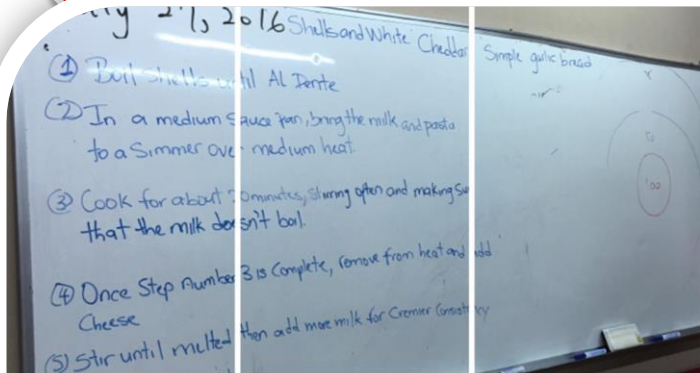 27, 2016 Shells and White Cheddar Simple garlic bread
① Boil shells until Al Dente
② In a medium Sauce pan, bring the milk and pasta
to a Simmer over medium heat.
③ Cook for about 20 minutes, stirring often and making sure
that the milk doesn't boil.
④ Once Step Number 3 is Complete, remove from heat and add
Cheese
⑤ Stir until melted then add more milk for Cremier Consistency